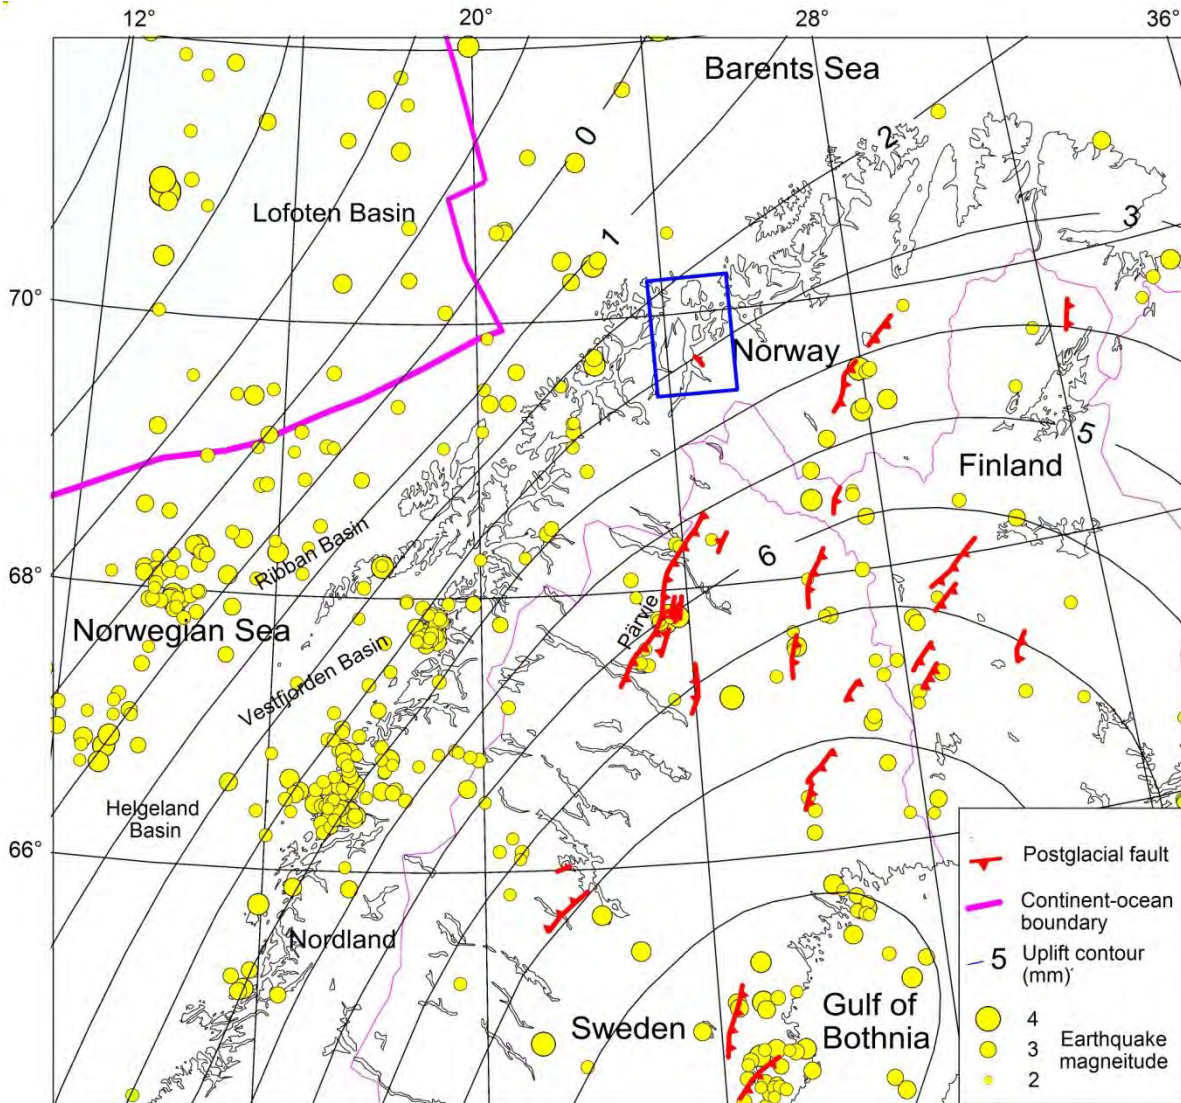 12°
20°
28°
36°
Barents Sea
0
2
Lofoten Basin
3
1
70°
Norway
5
Finland
Ribban Basin
6
68°
Norwegian Sea
Pärvie
Vestfjorden Basin
Helgeland
Basin
66°
Postglacial fault
Continent-ocean
boundary
Nordland
5 Uplift contour
(mm)
Gulf of
Bothnia
Sweden
4
3
2
Earthquake
magneitude